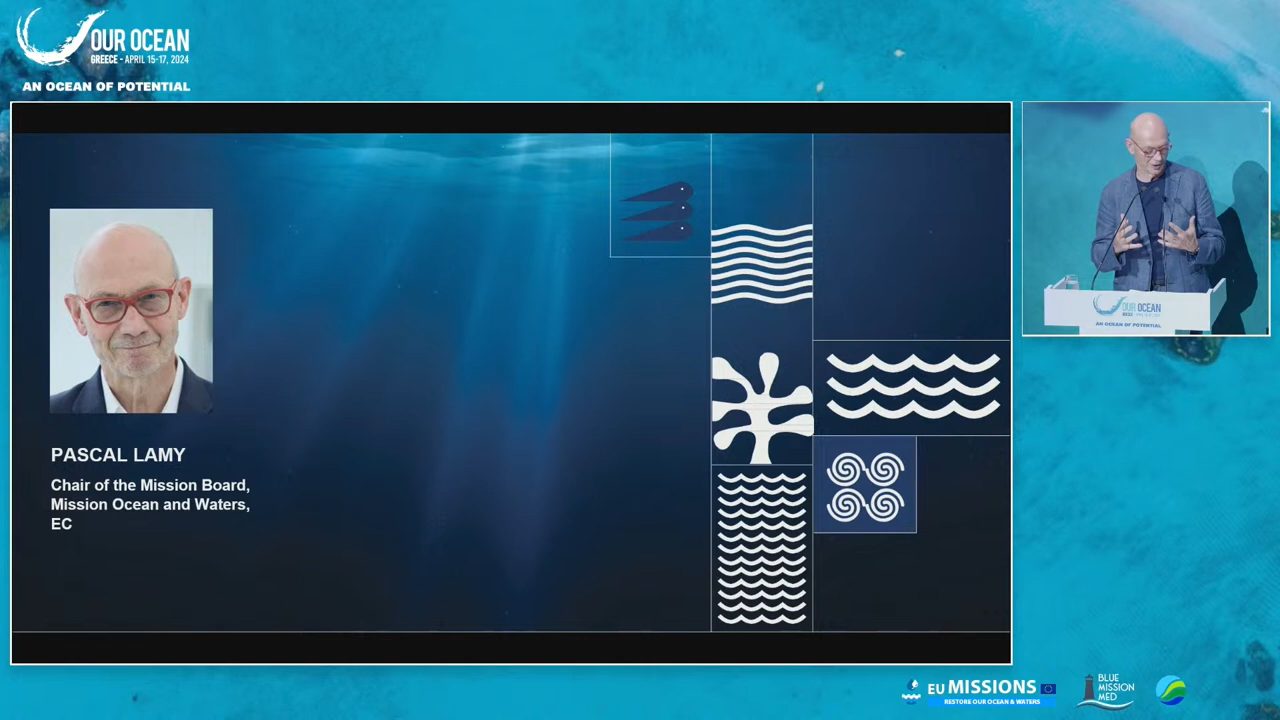 OUR OCEAN
GREECE - APRIL 15-17, 2024
AN OCEAN OF POTENTIAL
PASCAL LAMY
Chair of the Mission Board,
Mission Ocean and Waters,
EC
OUR OCEAN
AN OCEAN OF POTENTIAL
EU MISSIONS
RESTORE OUR OCEAN & WATERS
BLUE
MISSION
MED